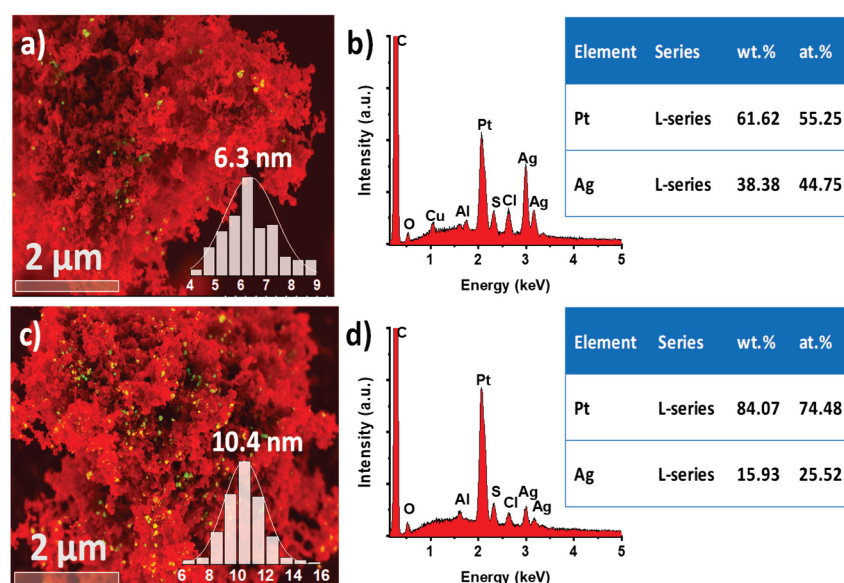 a)
6.3 nm
2 μm
4 5 6 7 8 9
b)
C
Pt
Ag
O Cu Al S Cl Ag
Intensity (a.u.)
1 2 3 4 5
Energy (keV)
Element Series wt.% at.%
Pt L-series 61.62 55.25
Ag L-series 38.38 44.75
c)
10.4 nm
2 μm
6 8 10 12 14 16
d)
C
Pt
O Al S Cl Ag Ag
Intensity (a.u.)
1 2 3 4 5
Energy (keV)
Element Series wt.% at.%
Pt L-series 84.07 74.48
Ag L-series 15.93 25.52